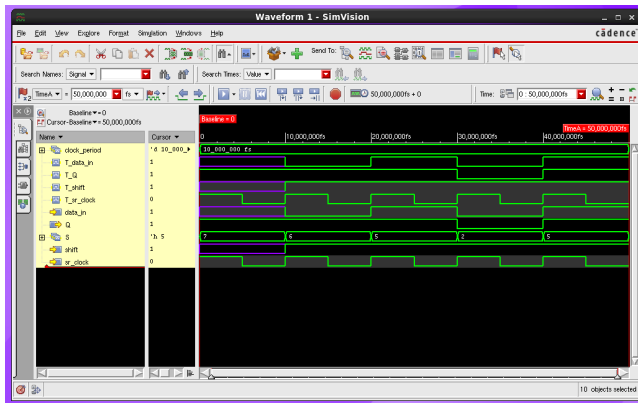 Waveform 1 - SimVision
File Edit View Explore Format Simulation Windows Help cādence
Send To:
Search Names: Signal Search Times: Value
TimeA = 50,000,000 fs 50,000,000fs + 0 Time: 0 : 50,000,000fs
Baseline = 0
Cursor-Baseline = 50,000,000fs
Baseline = 0
TimeA = 50,000,000fs
Name Cursor 0 10,000,000fs 20,000,000fs 30,000,000fs 40,000,000fs
clock_period 'd 10_000_ 10_000_000 fs
T_data_in 1
T_Q 1
T_shift 1
T_sr_clock 0
data_in 1
Q 1
S 'h 5 7 6 5 2 5
shift 1
sr_clock 0
10 objects selected